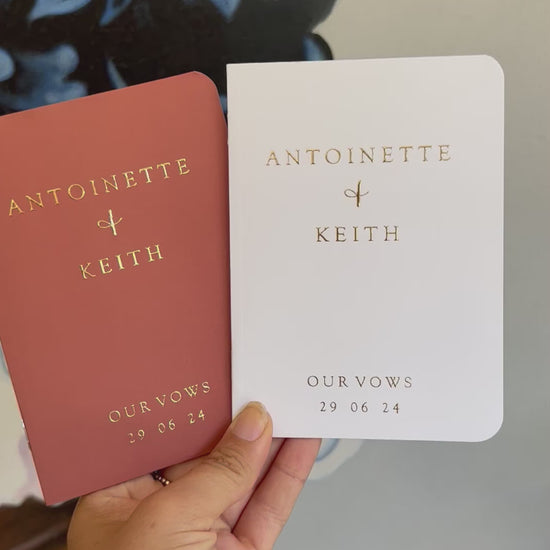 ANTOINETTE
&
KEITH
OUR VOWS
29 06 24
ANTOINETTE
&
KEITH
OUR VOWS
29 06 24